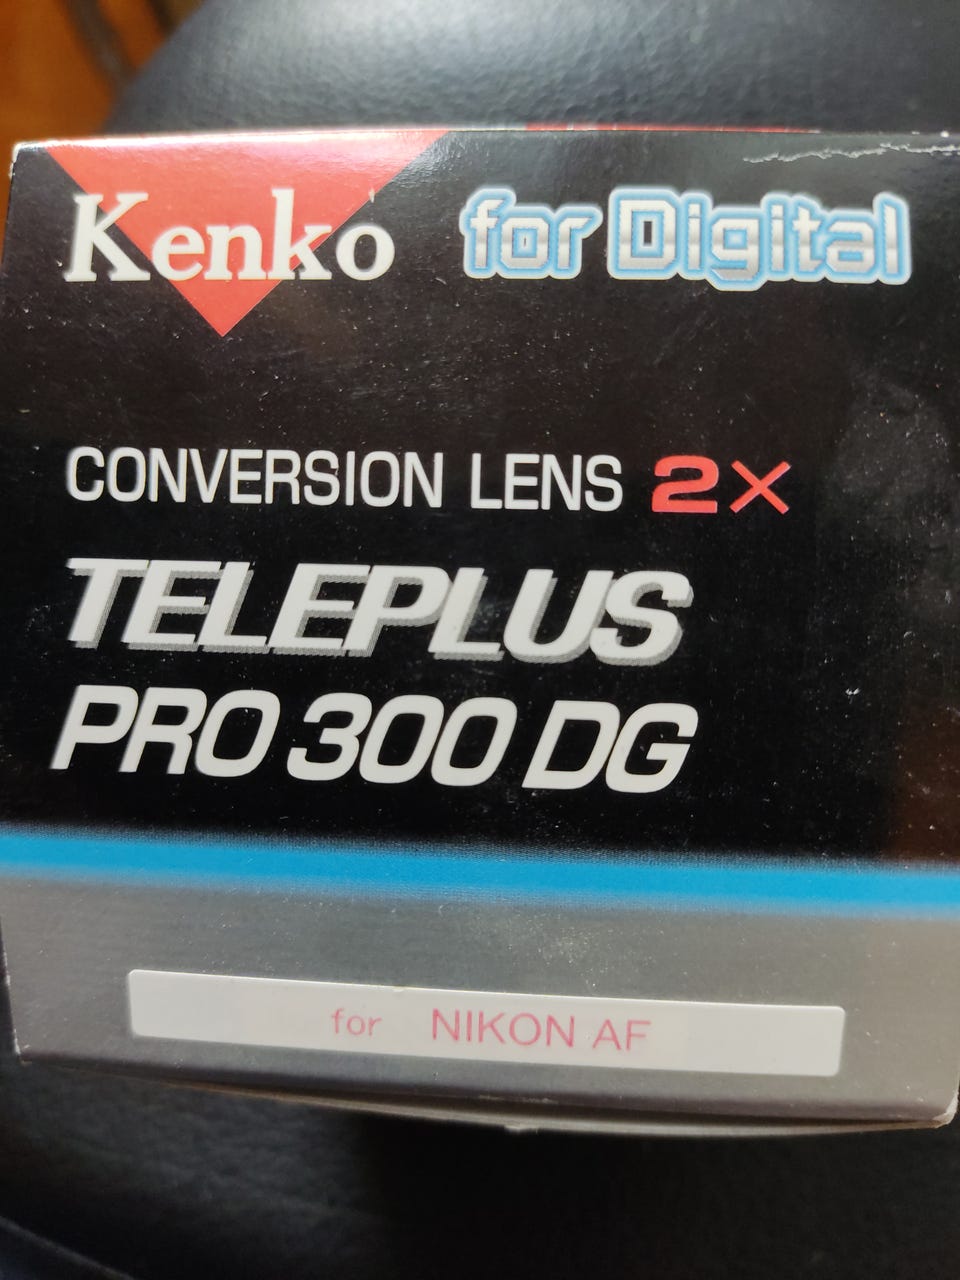 Kenko for Digital
CONVERSION LENS 2×
TELEPLUS
PRO 300 DG
for NIKON AF